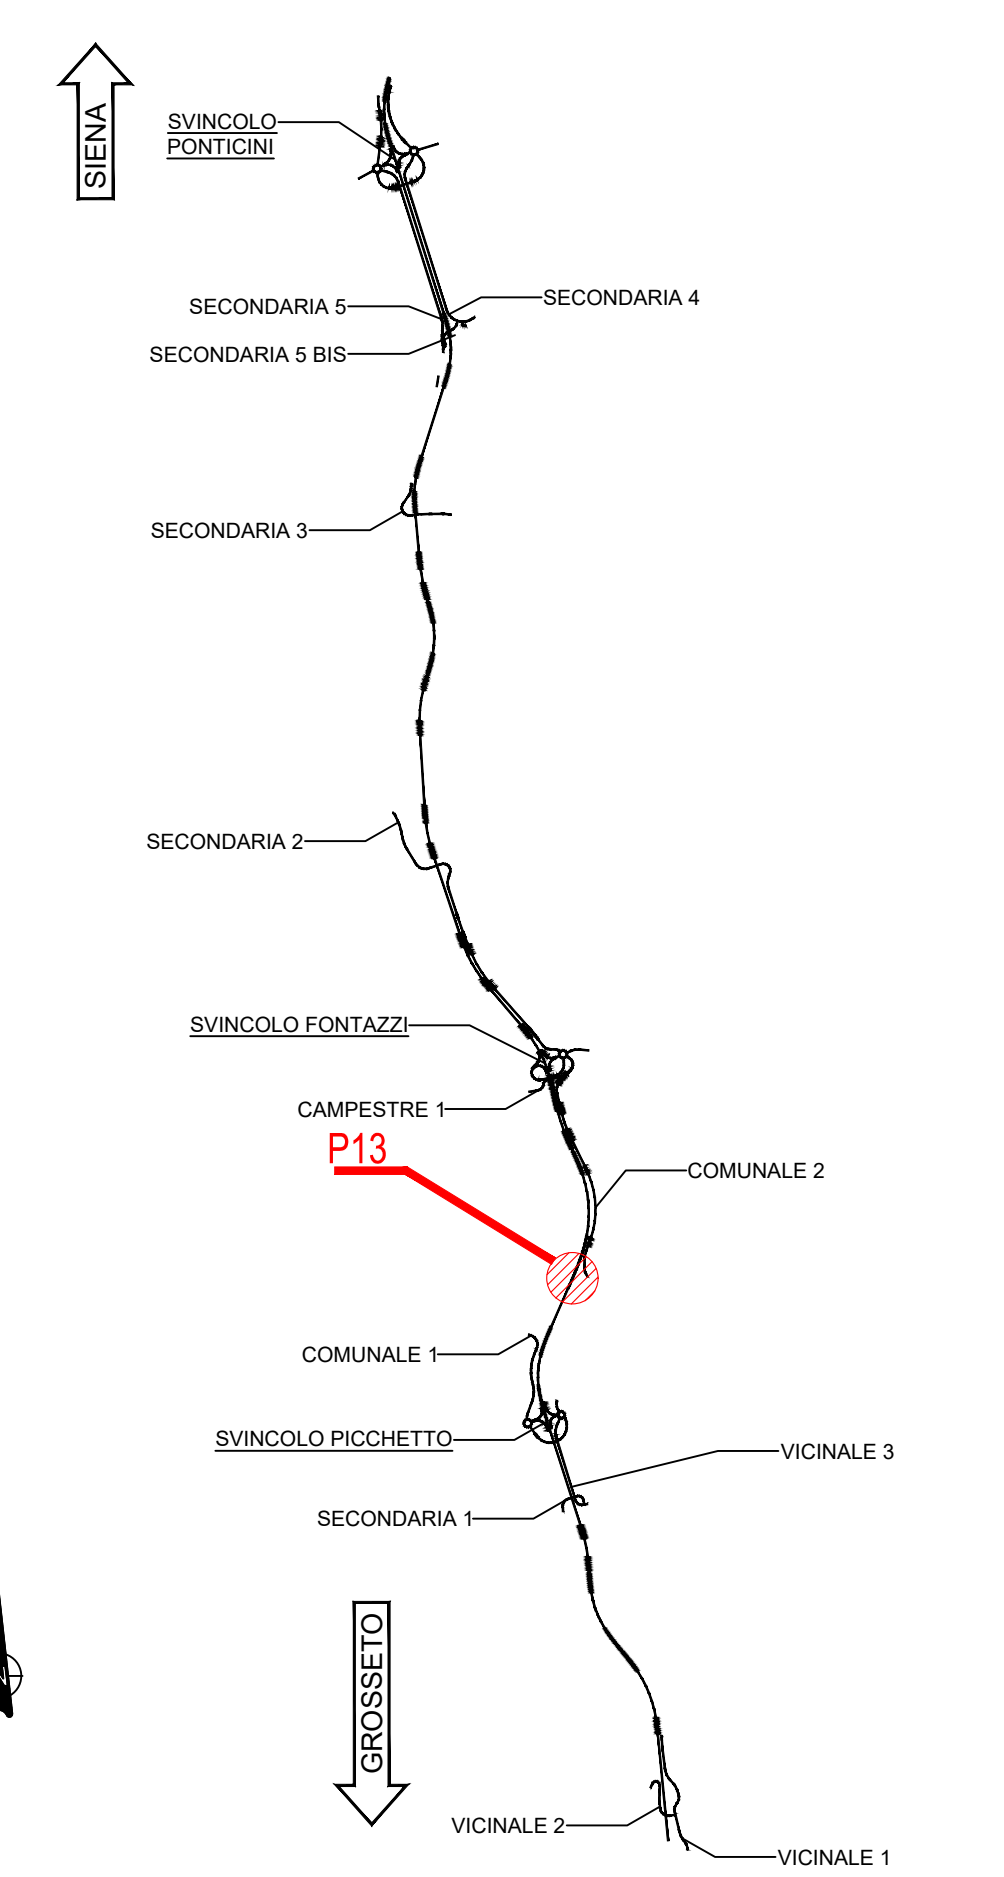 SIENA
SVINCOLO
PONTICINI
SECONDARIA 4
SECONDARIA 5
SECONDARIA 5 BIS
SECONDARIA 3
SECONDARIA 2
SVINCOLO FONTAZZI
CAMPESTRE 1
P13
COMUNALE 2
COMUNALE 1
SVINCOLO PICCHETTO
VICINALE 3
SECONDARIA 1
GROSSETO
VICINALE 2
VICINALE 1